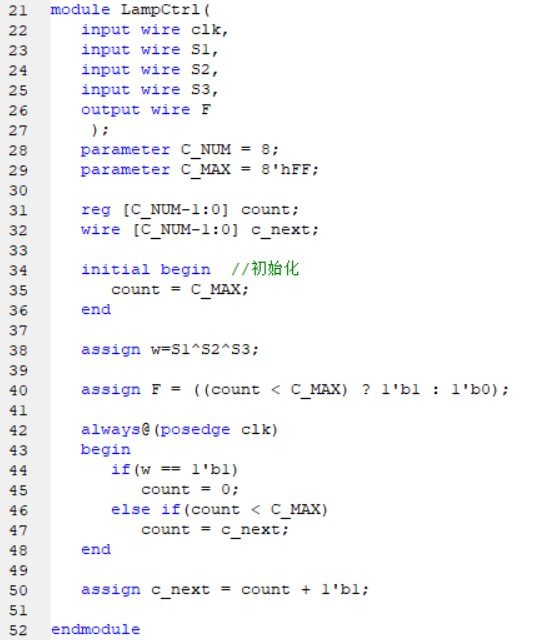 21 module LampCtrl(
22 input wire clk,
23 input wire S1,
24 input wire S2,
25 input wire S3,
26 output wire F
27 );
28 parameter C_NUM = 8;
29 parameter C_MAX = 8'hFF;
30
31 reg [C_NUM-1:0] count;
32 wire [C_NUM-1:0] c_next;
33
34 initial begin //初始化
35 count = C_MAX;
36 end
37
38 assign w=S1^S2^S3;
39
40 assign F = ((count < C_MAX) ? 1'b1 : 1'b0);
41
42 always@(posedge clk)
43 begin
44 if(w == 1'b1)
45 count = 0;
46 else if(count < C_MAX)
47 count = c_next;
48 end
49
50 assign c_next = count + 1'b1;
51
52 endmodule